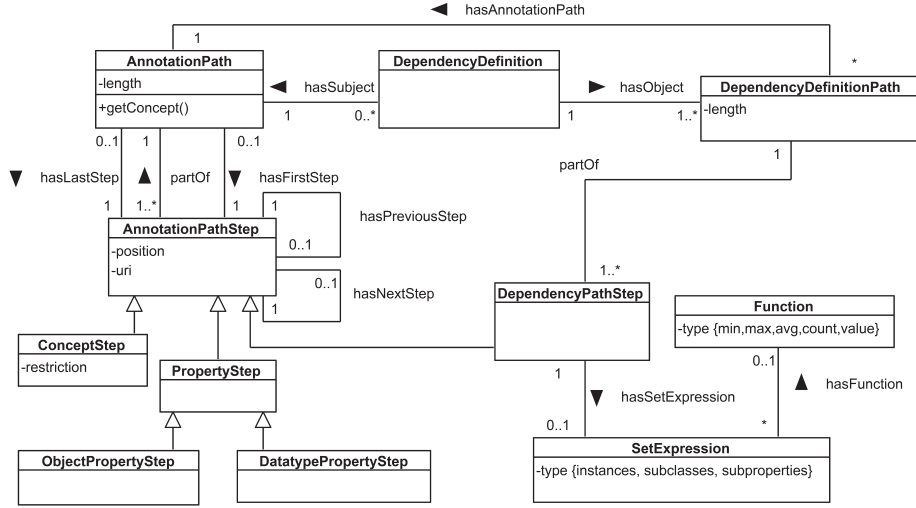 ◄ hasAnnotationPath
1
*
AnnotationPath
-length
+getConcept()
◄ hasSubject
1
0..*
DependencyDefinition
► hasObject
1
1..*
DependencyDefinitionPath
-length
0..1
1
0..1
▼ hasLastStep
▲ partOf
▼ hasFirstStep
1
1..*
1
1
hasPreviousStep
0..1
partOf
1
1..*
AnnotationPathStep
-position
-uri
0..1
hasNextStep
1
DependencyPathStep
Function
-type {min,max,avg,count,value}
ConceptStep
-restriction
PropertyStep
1
▼ hasSetExpression
0..1
0..1
▲ hasFunction
*
ObjectPropertyStep
DatatypePropertyStep
SetExpression
-type {instances, subclasses, subproperties}